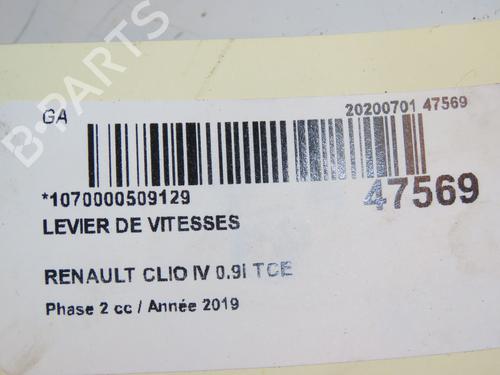 GA
20200701 47569
*1070000509129
47569
LEVIER DE VITESSES
RENAULT CLIO IV 0.9I TCE
Phase 2 cc / Année 2019
B-PARTS